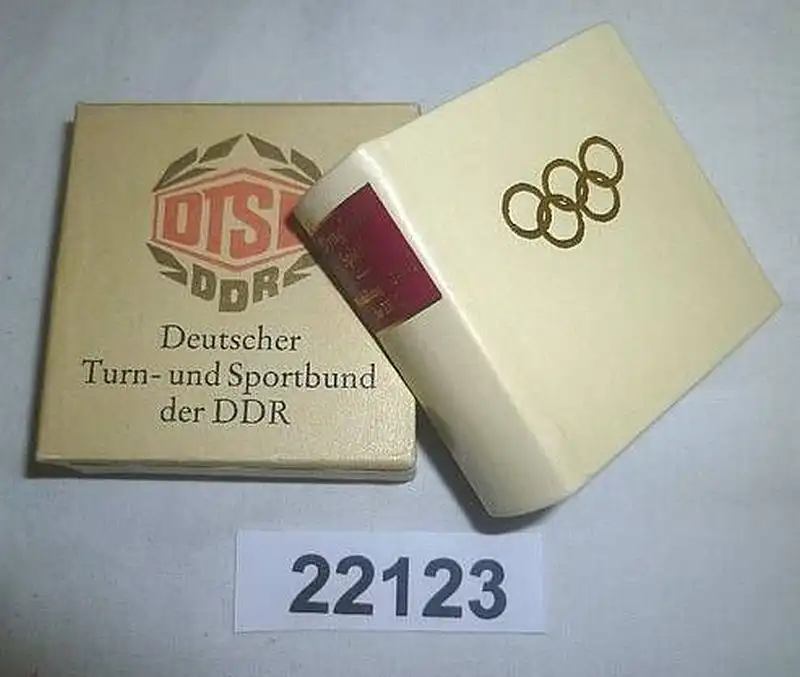 DTSB
DDR
Deutscher
Turn- und Sportbund
der DDR
22123